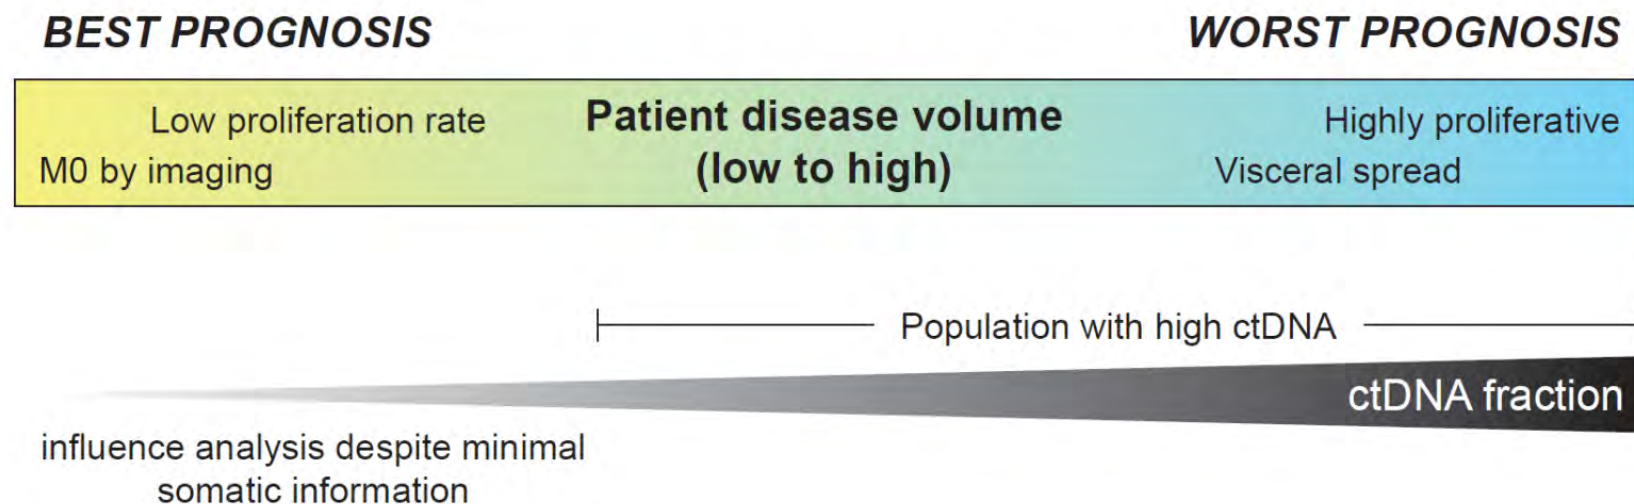 BEST PROGNOSIS
WORST PROGNOSIS
Low proliferation rate
M0 by imaging
Patient disease volume
(low to high)
Highly proliferative
Visceral spread
Population with high ctDNA
ctDNA fraction
influence analysis despite minimal
somatic information